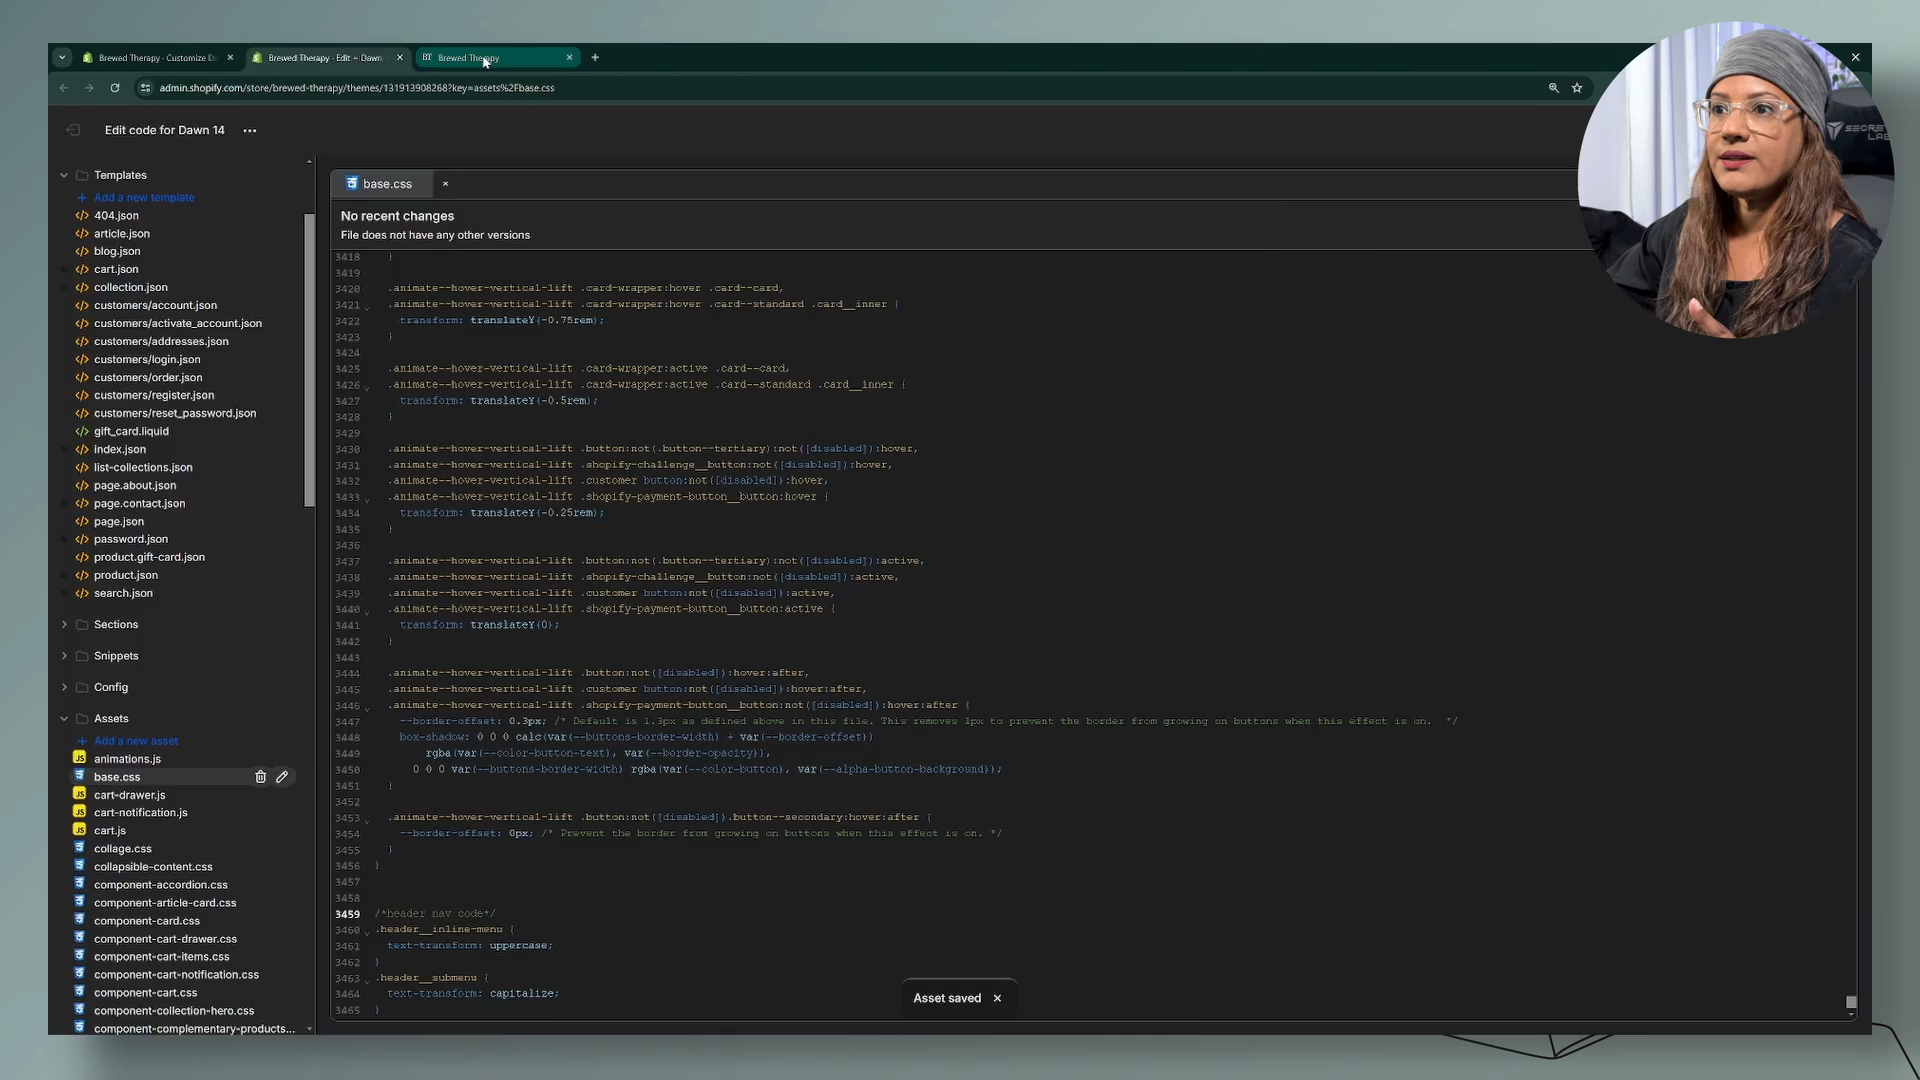 Brewed Therapy · Customize D
Brewed Therapy · Edit ~ Dawn
BT Brewed Therapy
admin.shopify.com/store/brewed-therapy/themes/131913908268?key=assets%2Fbase.css
Edit code for Dawn 14
SECRE
LAB
Templates
Add a new template
404.json
article.json
blog.json
cart.json
collection.json
customers/account.json
customers/activate_account.json
customers/addresses.json
customers/login.json
customers/order.json
customers/register.json
customers/reset_password.json
gift_card.liquid
index.json
list-collections.json
page.about.json
page.contact.json
page.json
password.json
product.gift-card.json
product.json
search.json
Sections
Snippets
Config
Assets
Add a new asset
JS animations.js
base.css
JS cart-drawer.js
JS cart-notification.js
JS cart.js
collage.css
collapsible-content.css
component-accordion.css
component-article-card.css
component-card.css
component-cart-drawer.css
component-cart-items.css
component-cart-notification.css
component-cart.css
component-collection-hero.css
component-complementary-products...
base.css
No recent changes
File does not have any other versions
3418 }
3419
3420 .animate--hover-vertical-lift .card-wrapper:hover .card--card,
3421 .animate--hover-vertical-lift .card-wrapper:hover .card--standard .card__inner {
3422 transform: translateY(-0.75rem);
3423 }
3424
3425 .animate--hover-vertical-lift .card-wrapper:active .card--card,
3426 .animate--hover-vertical-lift .card-wrapper:active .card--standard .card__inner {
3427 transform: translateY(-0.5rem);
3428 }
3429
3430 .animate--hover-vertical-lift .button:not(.button--tertiary):not([disabled]):hover,
3431 .animate--hover-vertical-lift .shopify-challenge__button:not([disabled]):hover,
3432 .animate--hover-vertical-lift .customer button:not([disabled]):hover,
3433 .animate--hover-vertical-lift .shopify-payment-button__button:hover {
3434 transform: translateY(-0.25rem);
3435 }
3436
3437 .animate--hover-vertical-lift .button:not(.button--tertiary):not([disabled]):active,
3438 .animate--hover-vertical-lift .shopify-challenge__button:not([disabled]):active,
3439 .animate--hover-vertical-lift .customer button:not([disabled]):active,
3440 .animate--hover-vertical-lift .shopify-payment-button__button:active {
3441 transform: translateY(0);
3442 }
3443
3444 .animate--hover-vertical-lift .button:not([disabled]):hover:after,
3445 .animate--hover-vertical-lift .customer button:not([disabled]):hover:after,
3446 .animate--hover-vertical-lift .shopify-payment-button__button:not([disabled]):hover:after {
3447 --border-offset: 0.3px; /* Default is 1.3px as defined above in this file. This removes 1px to prevent the border from growing on buttons when this effect is on. */
3448 box-shadow: 0 0 0 calc(var(--buttons-border-width) + var(--border-offset))
3449 rgba(var(--color-button-text), var(--border-opacity)),
3450 0 0 0 var(--buttons-border-width) rgba(var(--color-button), var(--alpha-button-background));
3451 }
3452
3453 .animate--hover-vertical-lift .button:not([disabled]).button--secondary:hover:after {
3454 --border-offset: 0px; /* Prevent the border from growing on buttons when this effect is on. */
3455 }
3456 }
3457
3458
3459 /*header nav code*/
3460 .header__inline-menu {
3461 text-transform: uppercase;
3462 }
3463 .header__submenu {
3464 text-transform: capitalize;
3465 }
Asset saved